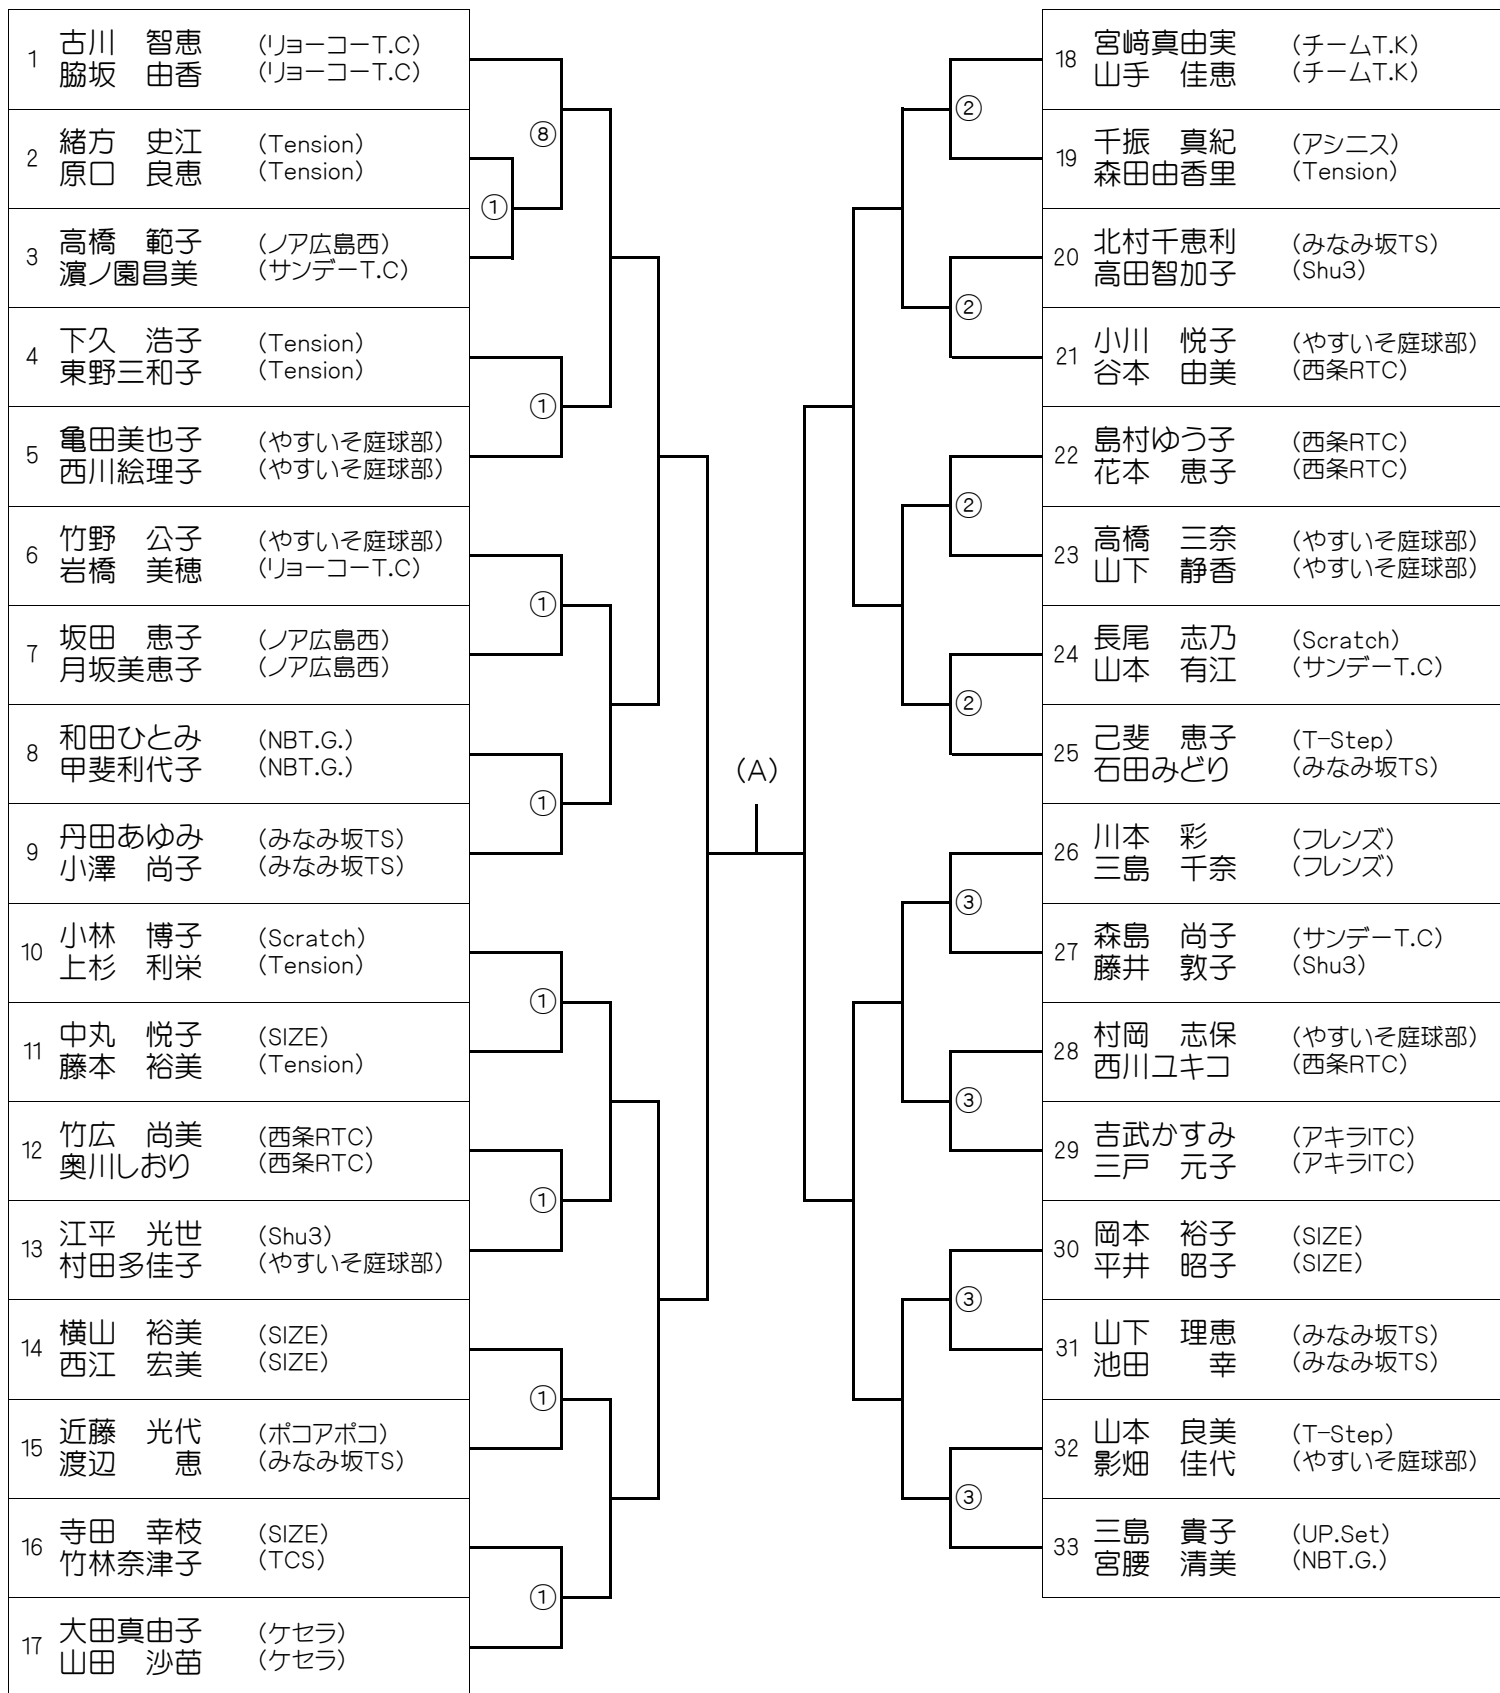 1 古川 智恵 (リョーコーT.C)
脇坂 由香 (リョーコーT.C)
2 緒方 史江 (Tension)
原口 良恵 (Tension)
3 高橋 範子 (ノア広島西)
濵ノ園昌美 (サンデーT.C)
4 下久 浩子 (Tension)
東野三和子 (Tension)
5 亀田美也子 (やすいそ庭球部)
西川絵理子 (やすいそ庭球部)
6 竹野 公子 (やすいそ庭球部)
岩橋 美穂 (リョーコーT.C)
7 坂田 恵子 (ノア広島西)
月坂美恵子 (ノア広島西)
8 和田ひとみ (NBT.G.)
甲斐利代子 (NBT.G.)
9 丹田あゆみ (みなみ坂TS)
小澤 尚子 (みなみ坂TS)
10 小林 博子 (Scratch)
上杉 利栄 (Tension)
11 中丸 悦子 (SIZE)
藤本 裕美 (Tension)
12 竹広 尚美 (西条RTC)
奥川しおり (西条RTC)
13 江平 光世 (Shu3)
村田多佳子 (やすいそ庭球部)
14 横山 裕美 (SIZE)
西江 宏美 (SIZE)
15 近藤 光代 (ポコアポコ)
渡辺 恵 (みなみ坂TS)
16 寺田 幸枝 (SIZE)
竹林奈津子 (TCS)
17 大田真由子 (ケセラ)
山田 沙苗 (ケセラ)
⑧
①
①
①
①
①
①
①
①
(A)
②
②
②
②
③
③
③
③
18 宮﨑真由実 (チームT.K)
山手 佳恵 (チームT.K)
19 千振 真紀 (アシニス)
森田由香里 (Tension)
20 北村千恵利 (みなみ坂TS)
高田智加子 (Shu3)
21 小川 悦子 (やすいそ庭球部)
谷本 由美 (西条RTC)
22 島村ゆう子 (西条RTC)
花本 恵子 (西条RTC)
23 高橋 三奈 (やすいそ庭球部)
山下 静香 (やすいそ庭球部)
24 長尾 志乃 (Scratch)
山本 有江 (サンデーT.C)
25 己斐 恵子 (T-Step)
石田みどり (みなみ坂TS)
26 川本 彩 (フレンズ)
三島 千奈 (フレンズ)
27 森島 尚子 (サンデーT.C)
藤井 敦子 (Shu3)
28 村岡 志保 (やすいそ庭球部)
西川ユキコ (西条RTC)
29 吉武かすみ (アキラITC)
三戸 元子 (アキラITC)
30 岡本 裕子 (SIZE)
平井 昭子 (SIZE)
31 山下 理恵 (みなみ坂TS)
池田 幸 (みなみ坂TS)
32 山本 良美 (T-Step)
影畑 佳代 (やすいそ庭球部)
33 三島 貴子 (UP.Set)
宮腰 清美 (NBT.G.)